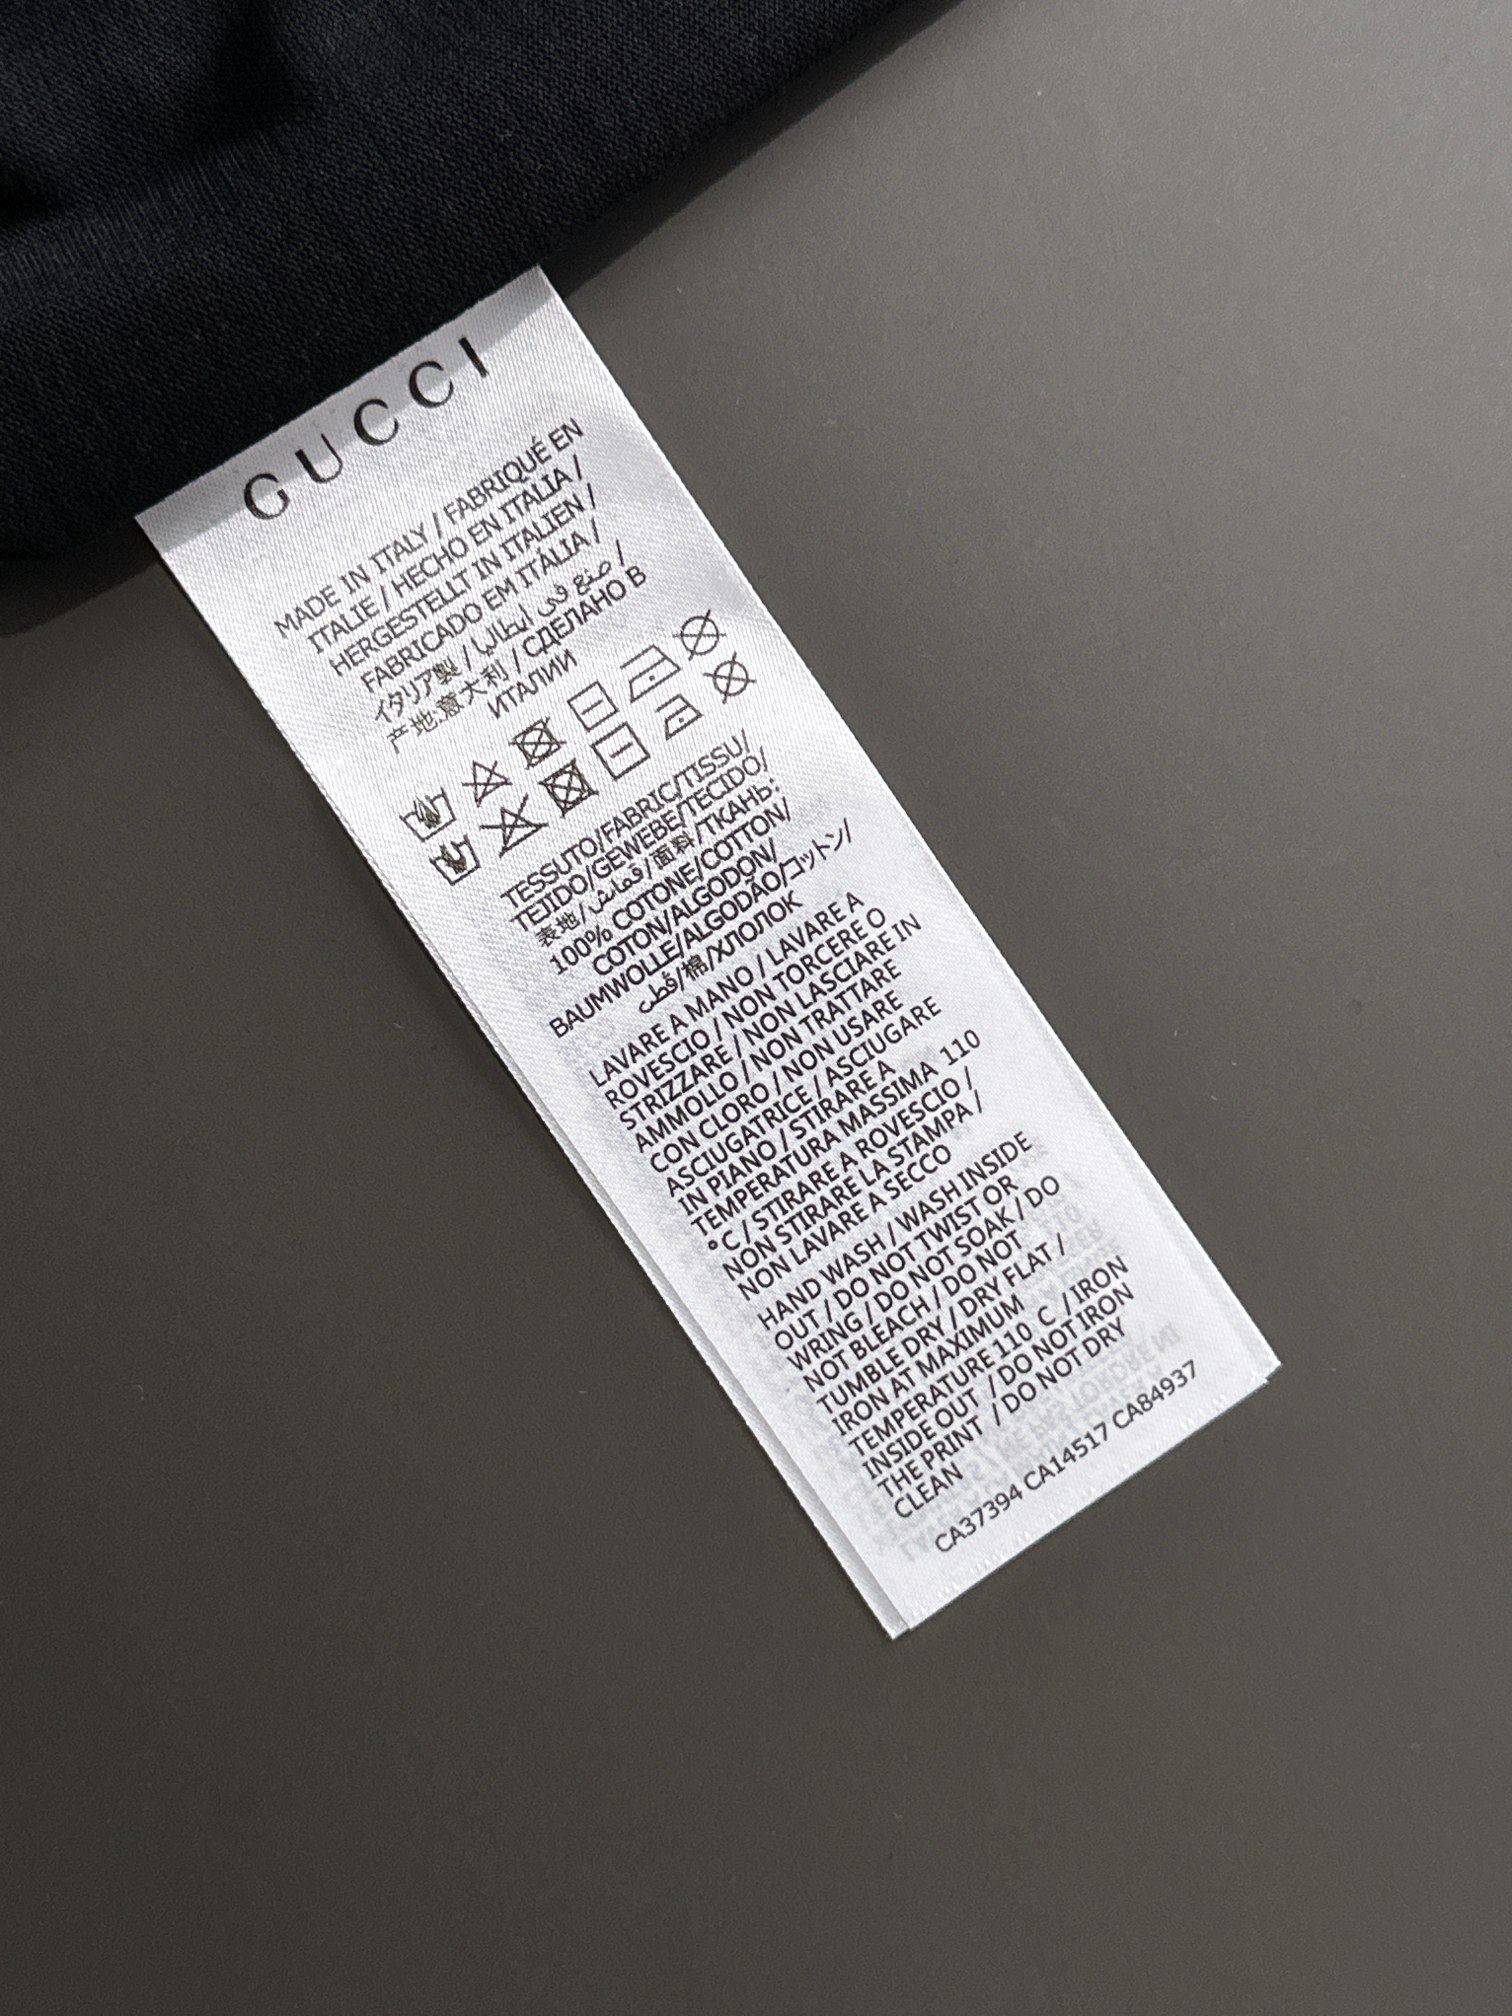 GUCCI
MADE IN ITALY / FABRIQUÉ EN
ITALIE / HECHO EN ITALIA /
HERGESTELLT IN ITALIEN /
FABRICADO EM ITÁLIA /
イタリア製 / صنع في ايطاليا /
产地:意大利 / СДЕЛАНО В
ИТАЛИИ
TESSUTO/FABRIC/TISSU/
TEJIDO/GEWEBE/TECIDO/
表地/قماش/面料/ТКАНЬ:
100% COTONE/COTTON/
COTON/ALGODON/
BAUMWOLLE/ALGODÃO/コットン/
قطن/棉/ХЛОПОК
LAVARE A MANO / LAVARE A
ROVESCIO / NON TORCERE O
STRIZZARE / NON LASCIARE IN
AMMOLLO / NON TRATTARE
CON CLORO / NON USARE
ASCIUGATRICE / ASCIUGARE
IN PIANO / STIRARE A
TEMPERATURA MASSIMA 110
°C / STIRARE A ROVESCIO /
NON STIRARE LA STAMPA /
NON LAVARE A SECCO
HAND WASH / WASH INSIDE
OUT / DO NOT TWIST OR
WRING / DO NOT SOAK / DO
NOT BLEACH / DO NOT
TUMBLE DRY / DRY FLAT /
IRON AT MAXIMUM
TEMPERATURE 110 C / IRON
INSIDE OUT / DO NOT IRON
THE PRINT / DO NOT DRY
CLEAN
CA37394 CA14517 CA84937